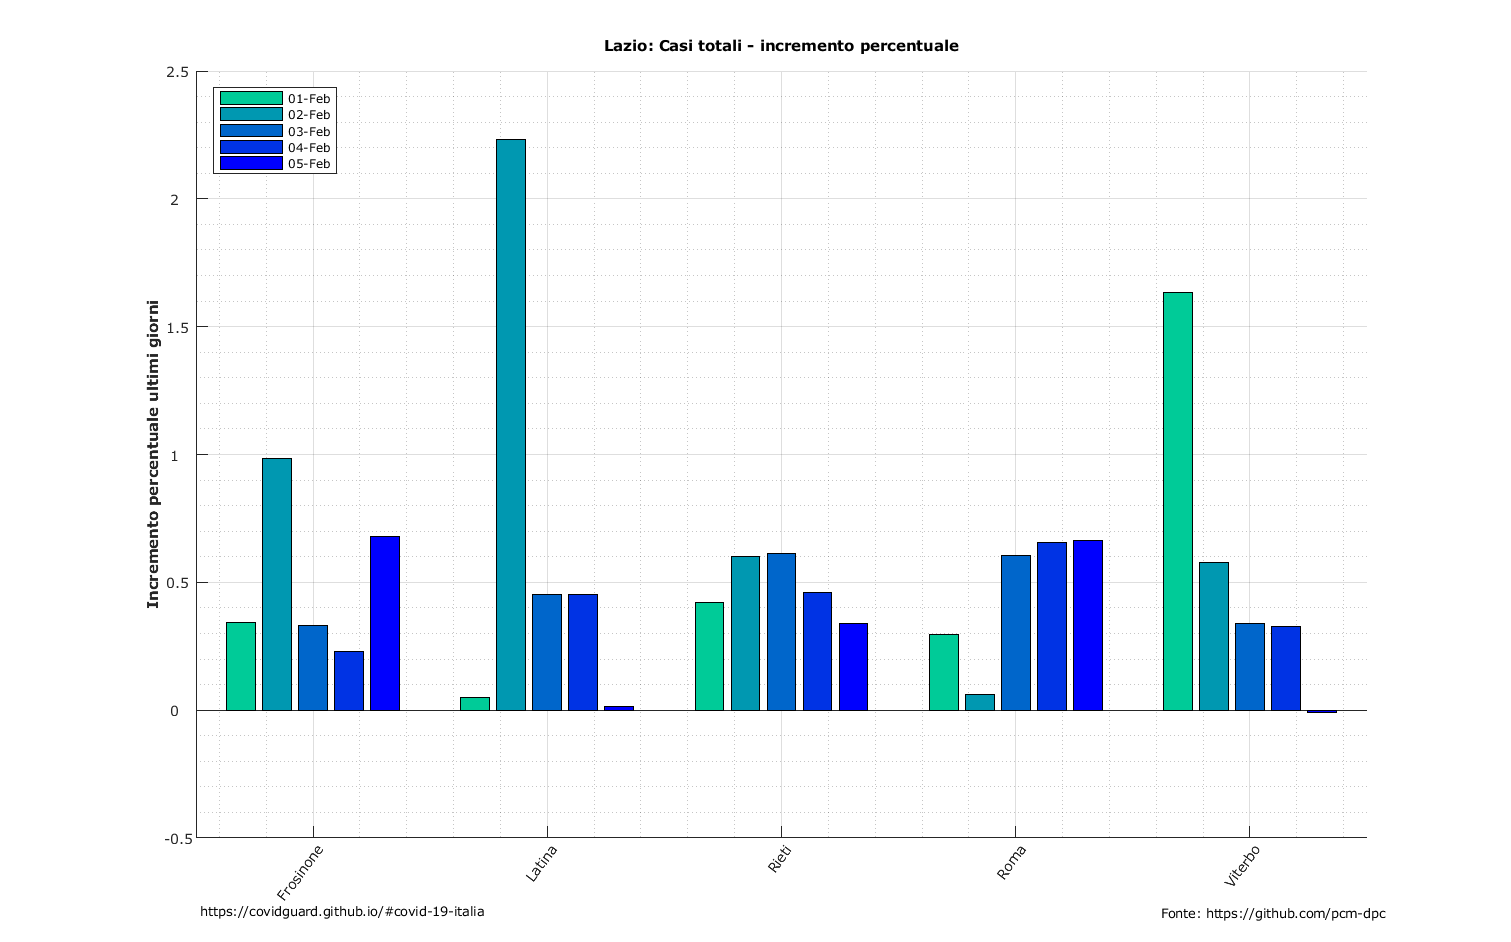 Lazio: Casi totali - incremento percentuale
2.5
2
1.5
1
0.5
0
-0.5
Incremento percentuale ultimi giorni
01-Feb
02-Feb
03-Feb
04-Feb
05-Feb
Frosinone
Latina
Rieti
Roma
Viterbo
https://covidguard.github.io/#covid-19-italia
Fonte: https://github.com/pcm-dpc